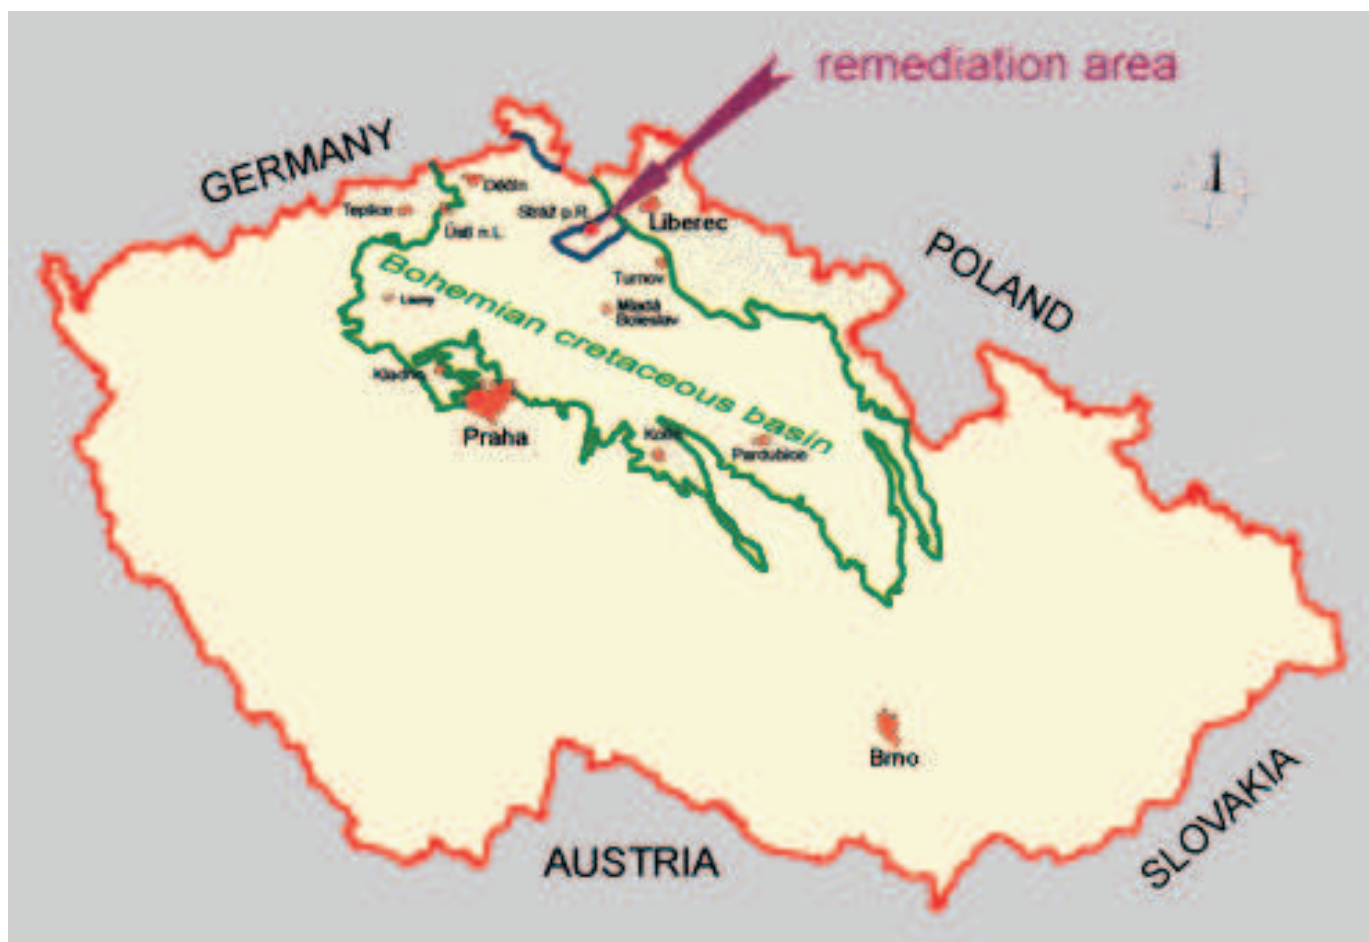 remediation area
GERMANY
Děčín
Teplice
Stráž p.R.
Ústí n.L.
Liberec
POLAND
Turnov
Bohemian cretaceous basin
Mladá
Boleslav
Kladno
Praha
Kolín
Pardubice
Brno
AUSTRIA
SLOVAKIA